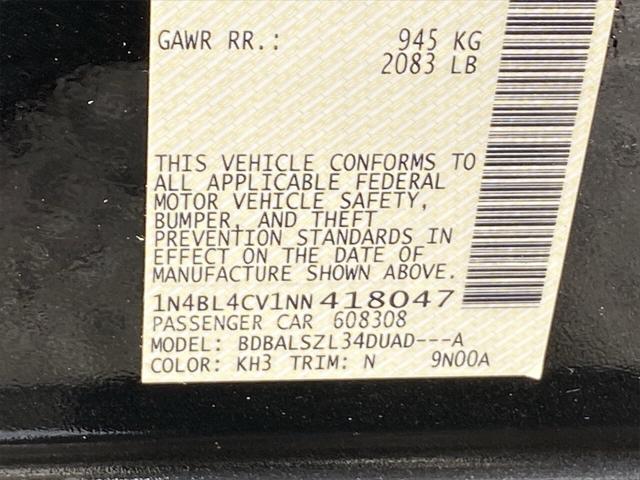 GAWR RR.: 945 KG
2083 LB
THIS VEHICLE CONFORMS TO
ALL APPLICABLE FEDERAL
MOTOR VEHICLE SAFETY,
BUMPER, AND THEFT
PREVENTION STANDARDS IN
EFFECT ON THE DATE OF
MANUFACTURE SHOWN ABOVE.
1N4BL4CV1NN418047
PASSENGER CAR 608308
MODEL: BDBALSZL34DUAD---A
COLOR: KH3 TRIM: N 9N00A